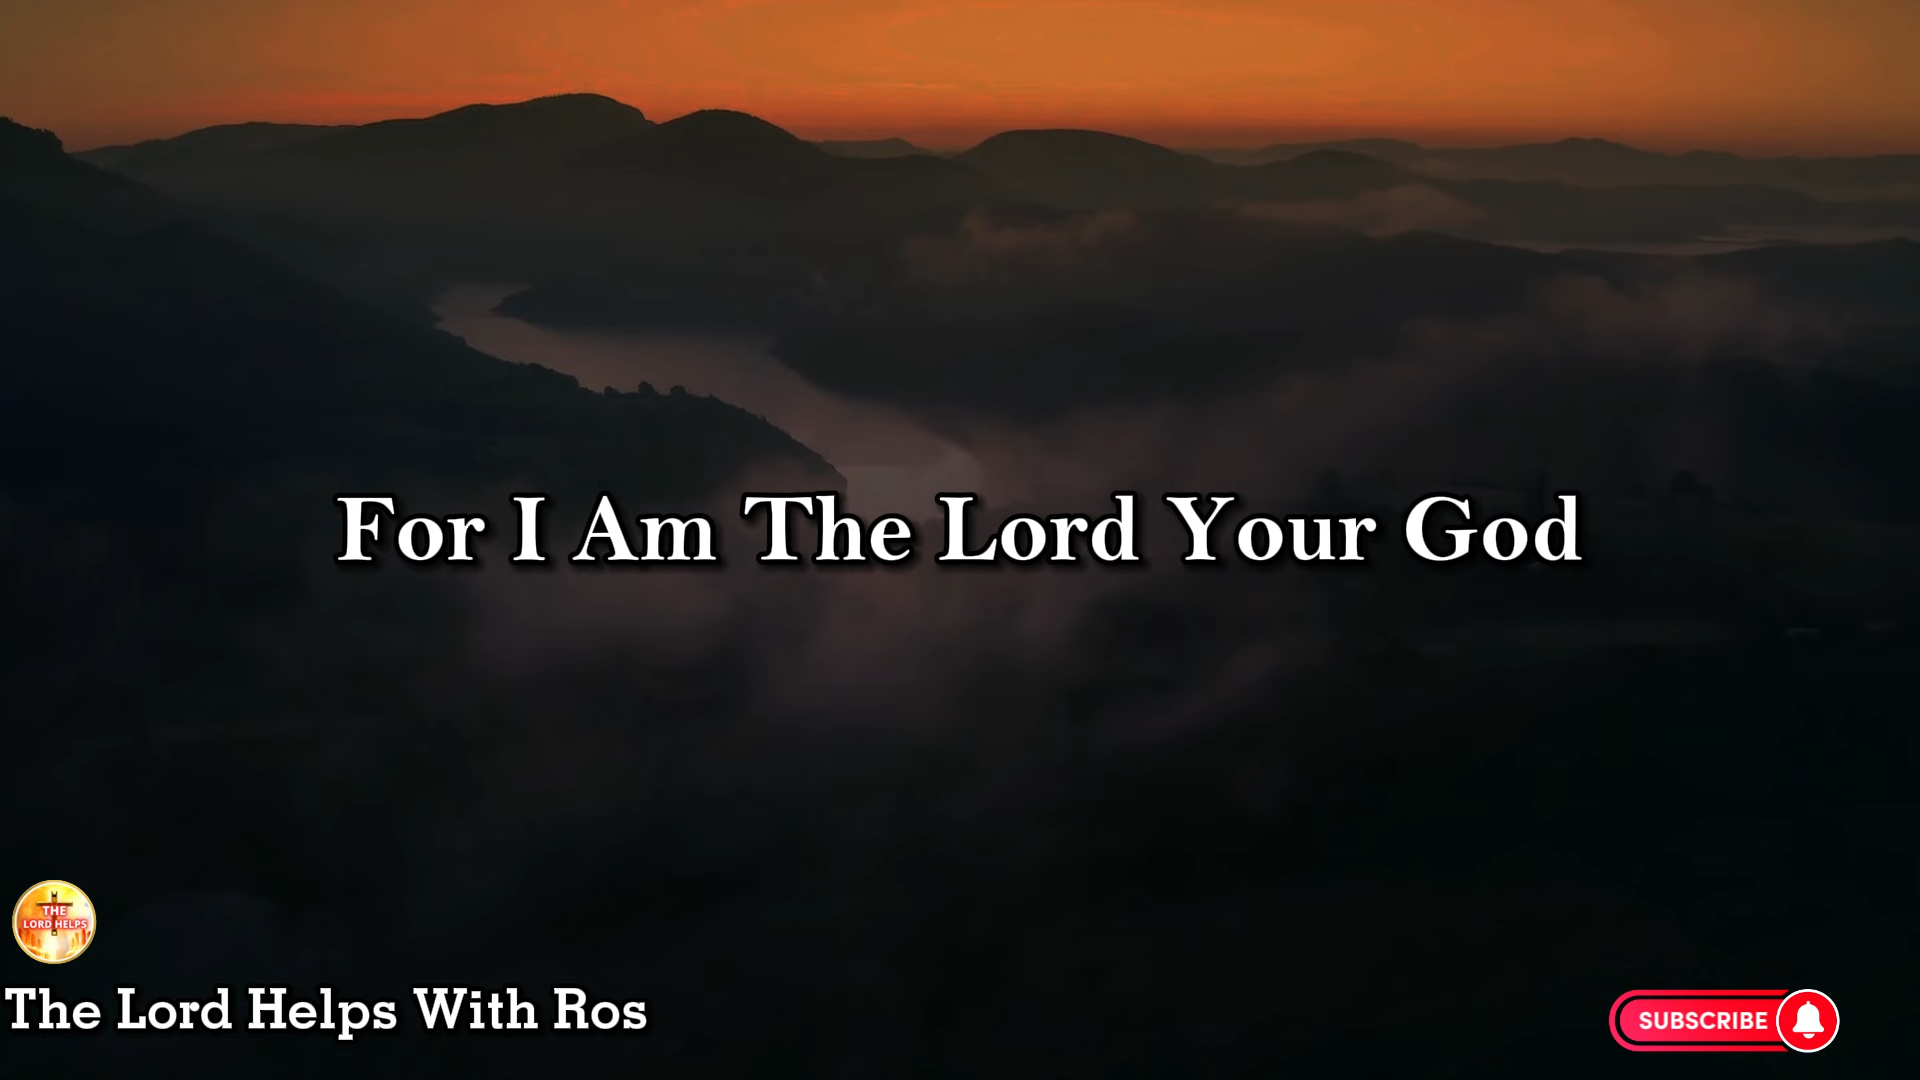 For I Am The Lord Your God
THE
LORD HELPS
The Lord Helps With Ros
SUBSCRIBE